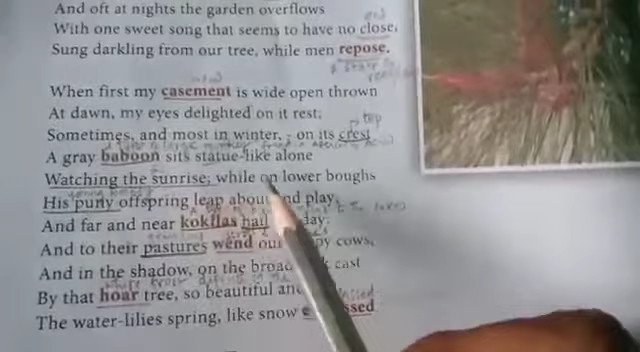 And oft at nights the garden overflows
With one sweet song that seems to have no close,
Sung darkling from our tree, while men repose.
When first my casement is wide open thrown
At dawn, my eyes delighted on it rest;
top
Sometimes, and most in winter,- on its crest
A gray baboon sits statue-like alone
Watching the sunrise; while on lower boughs
His puny offspring leap about and play;
And far and near kokilas hail day;
And to their pastures wend our cows,
And in the shadow, on the broad cast
By that hoar tree, so beautiful and
The water-lilies spring, like snow